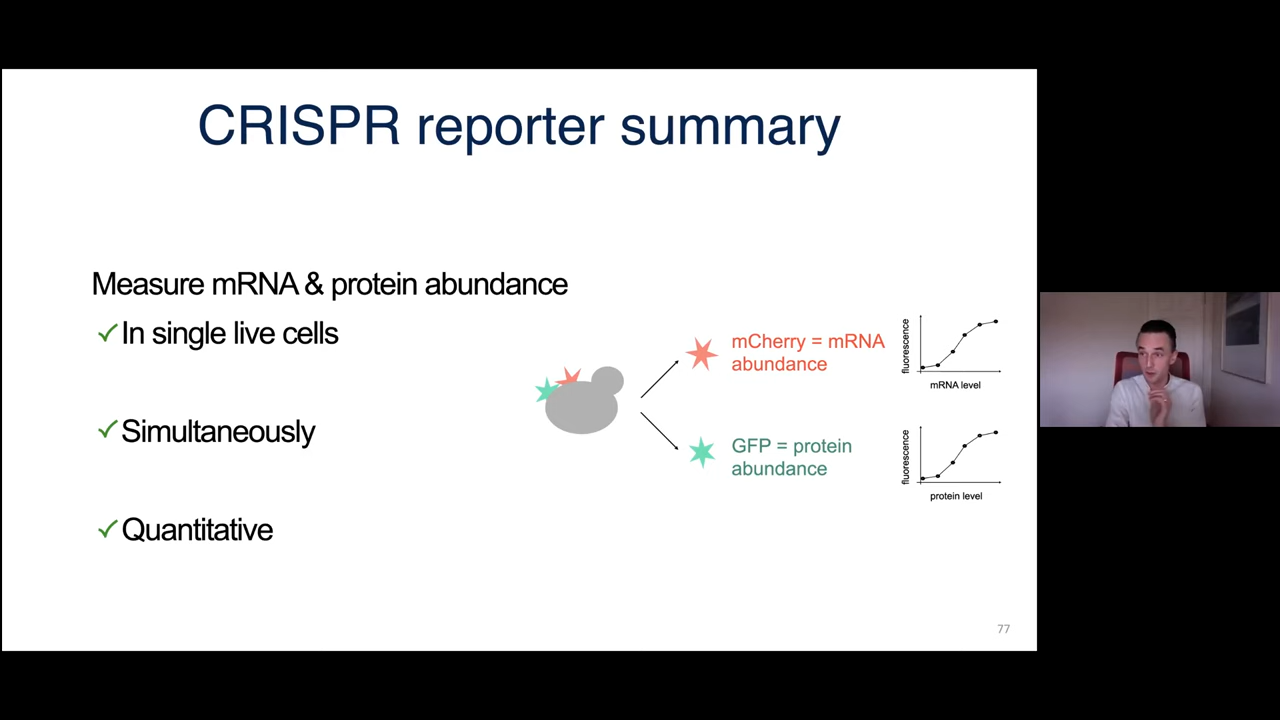 CRISPR reporter summary
Measure mRNA & protein abundance
✓In single live cells
✓Simultaneously
✓Quantitative
mCherry = mRNA
abundance
fluorescence
mRNA level
GFP = protein
abundance
fluorescence
protein level
77